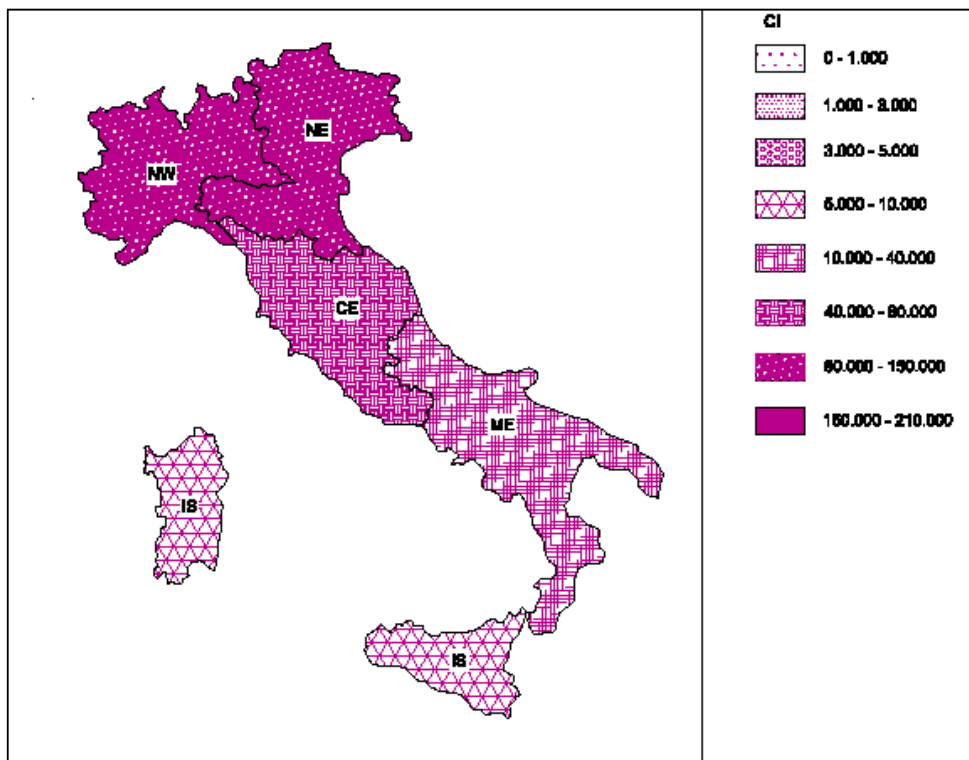 CI
0 - 1.000
1.000 - 3.000
3.000 - 5.000
5.000 - 10.000
10.000 - 40.000
40.000 - 80.000
80.000 - 150.000
150.000 - 210.000
NE
NW
CE
ME
IS
IS